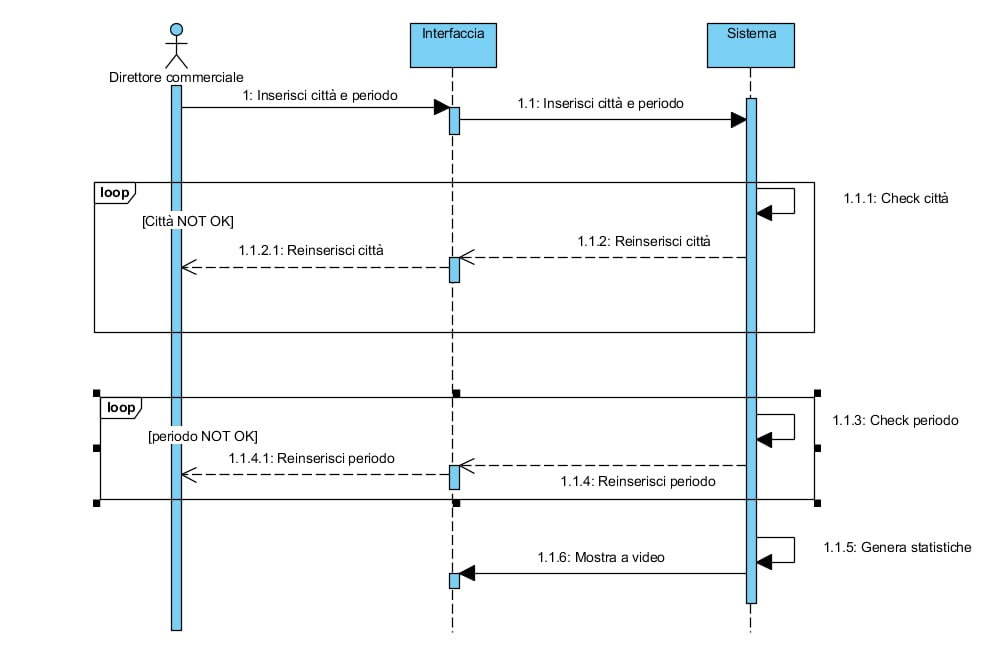 Interfaccia
Sistema
Direttore commerciale
1: Inserisci città e periodo
1.1: Inserisci città e periodo
loop
1.1.1: Check città
[Città NOT OK]
1.1.2: Reinserisci città
1.1.2.1: Reinserisci città
loop
1.1.3: Check periodo
[periodo NOT OK]
1.1.4.1: Reinserisci periodo
1.1.4: Reinserisci periodo
1.1.5: Genera statistiche
1.1.6: Mostra a video